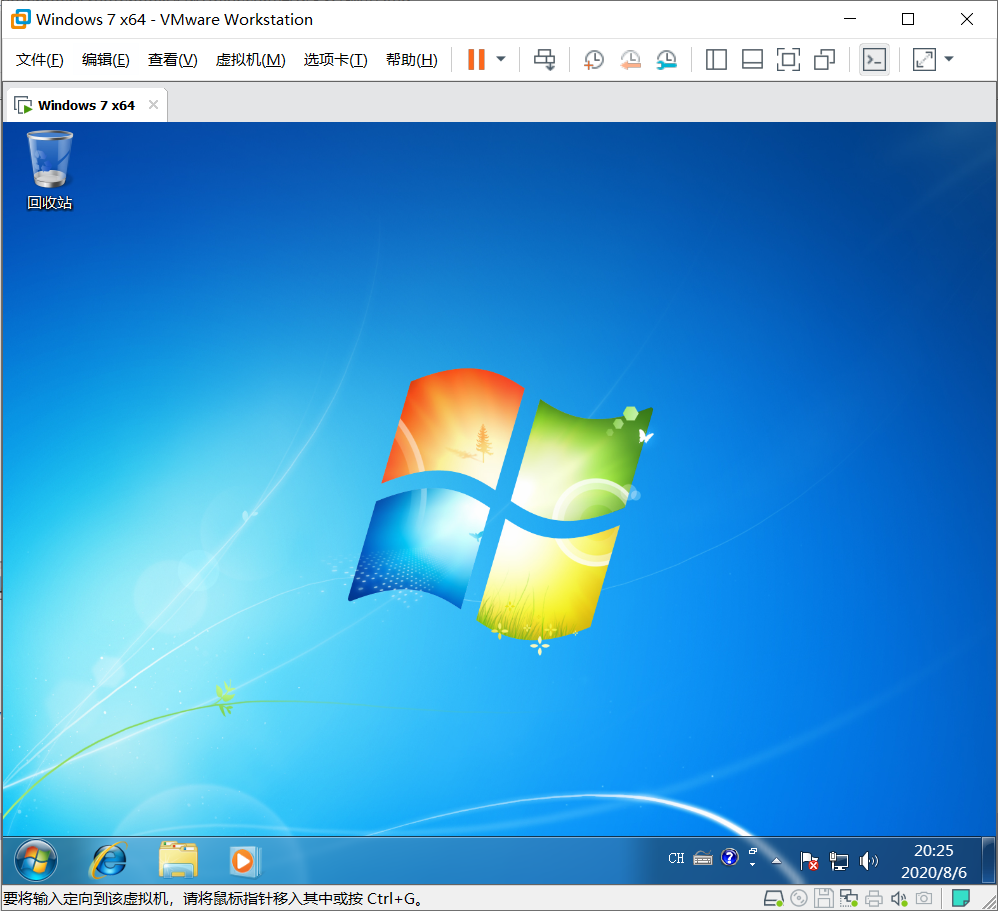 Windows 7 x64 - VMware Workstation
文件(F) 编辑(E) 查看(V) 虚拟机(M) 选项卡(T) 帮助(H)
Windows 7 x64
回收站
CH
20:25
2020/8/6
要将输入定向到该虚拟机，请将鼠标指针移入其中或按 Ctrl+G。